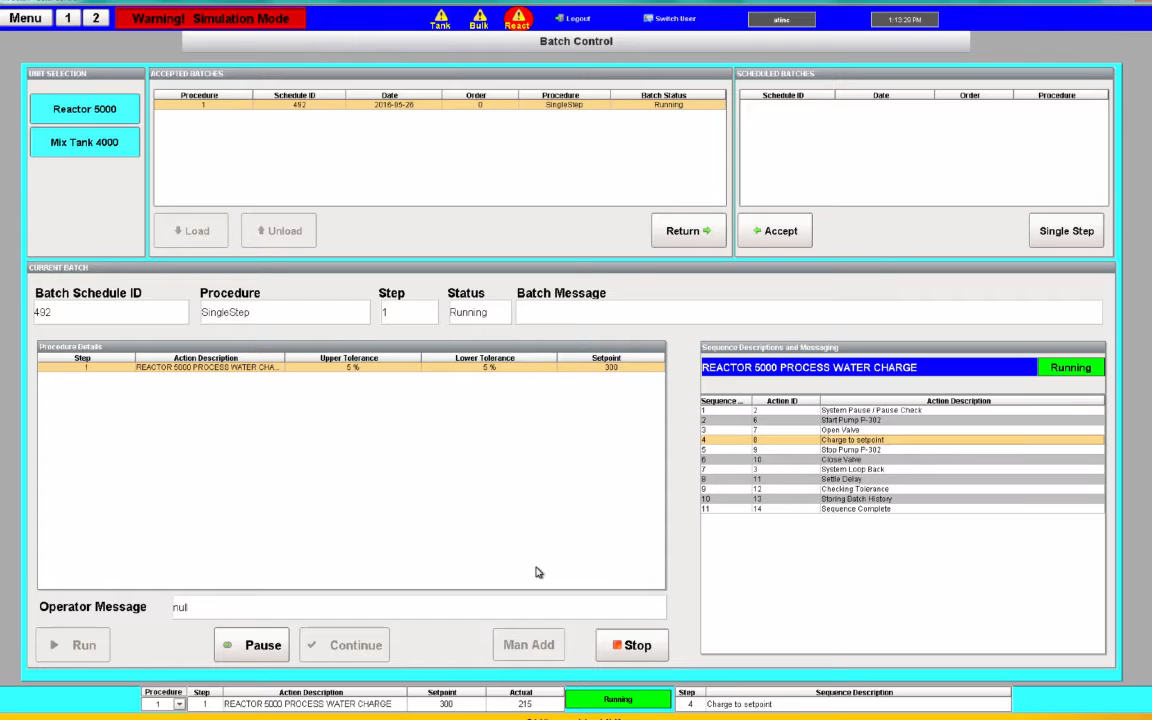 Menu 1 2 Warning! Simulation Mode Tank Bulk React Logout Switch User 1:13:29 PM
Batch Control
UNIT SELECTION
Reactor 5000
Mix Tank 4000
ACCEPTED BATCHES
Procedure Schedule ID Date Order Procedure Batch Status
1 492 2016-05-26 0 SingleStep Running
Load Unload Return
SCHEDULED BATCHES
Schedule ID Date Order Procedure
Accept Single Step
CURRENT BATCH
Batch Schedule ID Procedure Step Status Batch Message
492 SingleStep 1 Running
Procedure Details
Step Action Description Upper Tolerance Lower Tolerance Setpoint
1 REACTOR 5000 PROCESS WATER CHA... 5 % 5 % 300
Sequence Descriptions and Messaging
REACTOR 5000 PROCESS WATER CHARGE Running
Sequence ... Action ID Action Description
1 2 System Pause / Pause Check
2 6 Start Pump P-302
3 7 Open Valve
4 8 Charge to setpoint
5 9 Stop Pump P-302
6 10 Close Valve
7 3 System Loop Back
8 11 Settle Delay
9 12 Checking Tolerance
10 13 Storing Batch History
11 14 Sequence Complete
Operator Message null
Run Pause Continue Man Add Stop
Procedure Step Action Description Setpoint Actual Running Step Sequence Description
1 1 REACTOR 5000 PROCESS WATER CHARGE 300 215 4 Charge to setpoint